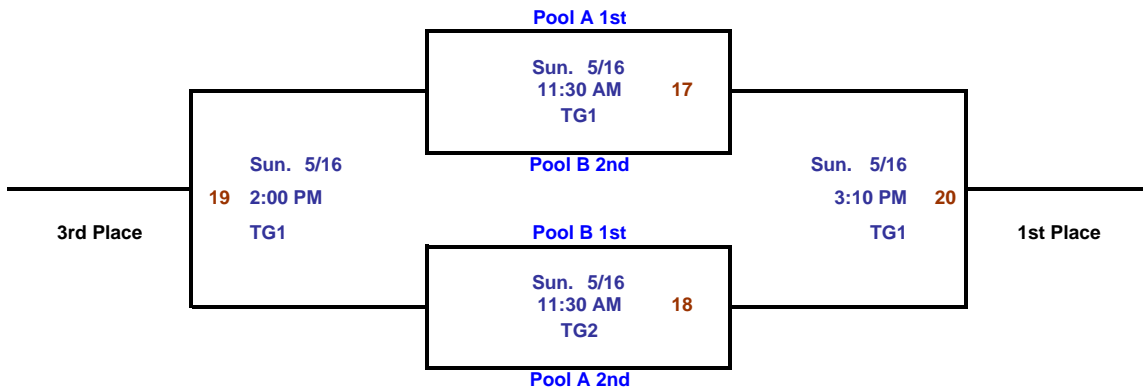 Pool A 1st
Sun. 5/16
11:30 AM 17
TG1
Pool B 2nd
Sun. 5/16
19 2:00 PM
TG1
3rd Place
Sun. 5/16
3:10 PM 20
TG1
1st Place
Pool B 1st
Sun. 5/16
11:30 AM 18
TG2
Pool A 2nd